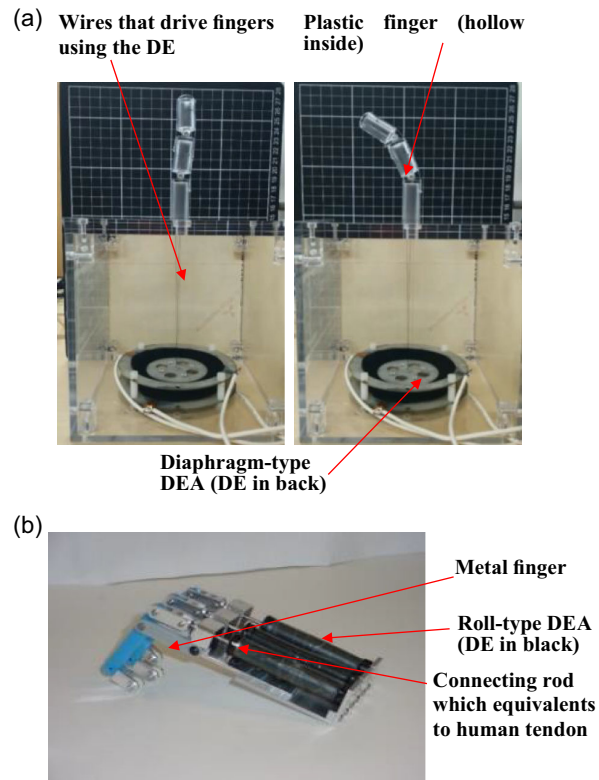 (a)
Wires that drive fingers
using the DE
Plastic finger (hollow
inside)
Diaphragm-type
DEA (DE in back)
(b)
Metal finger
Roll-type DEA
(DE in black)
Connecting rod
which equivalents
to human tendon